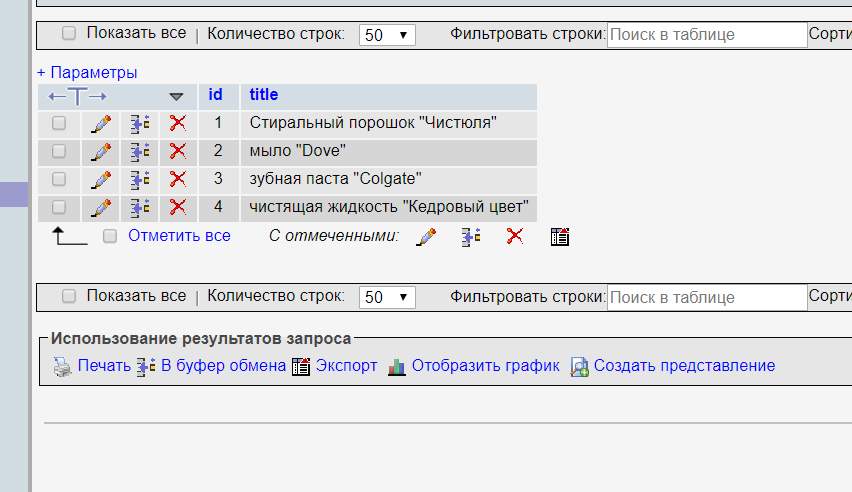 Показать все | Количество строк: 50 Фильтровать строки: Поиск в таблице Сорти
+ Параметры
←T→ id title
1 Стиральный порошок "Чистюля"
2 мыло "Dove"
3 зубная паста "Colgate"
4 чистящая жидкость "Кедровый цвет"
Отметить все С отмеченными:
Показать все | Количество строк: 50 Фильтровать строки: Поиск в таблице Сорти
Использование результатов запроса
Печать В буфер обмена Экспорт Отобразить график Создать представление